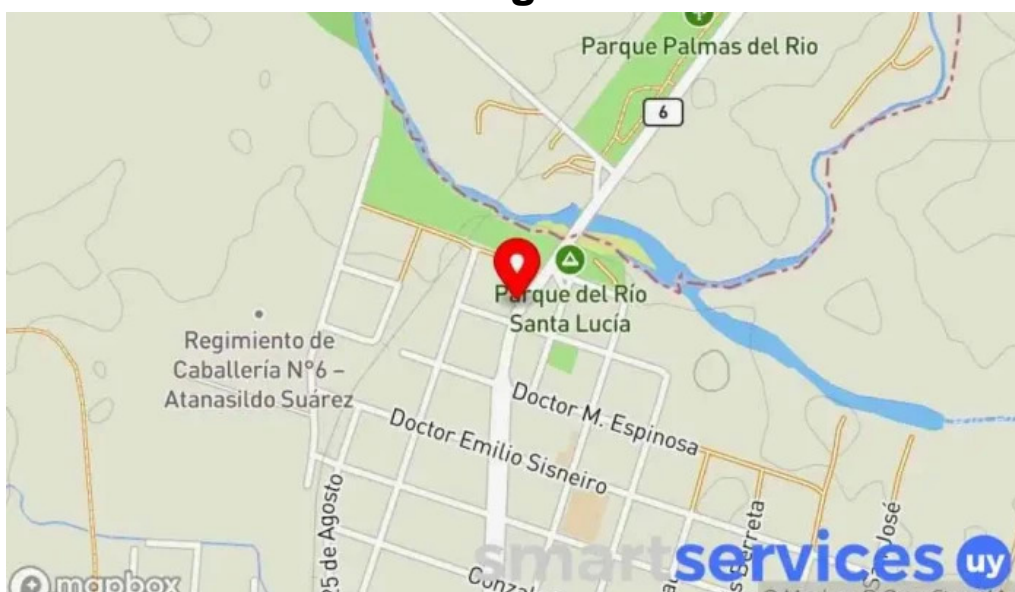 Parque Palmas del Rio
6
Parque del Río
Santa Lucía
Regimiento de
Caballería N°6 –
Atanasildo Suárez
Doctor M. Espinosa
Doctor Emilio Sisneiro
25 de Agosto
Berreta
José
smartservices uy
mapbox